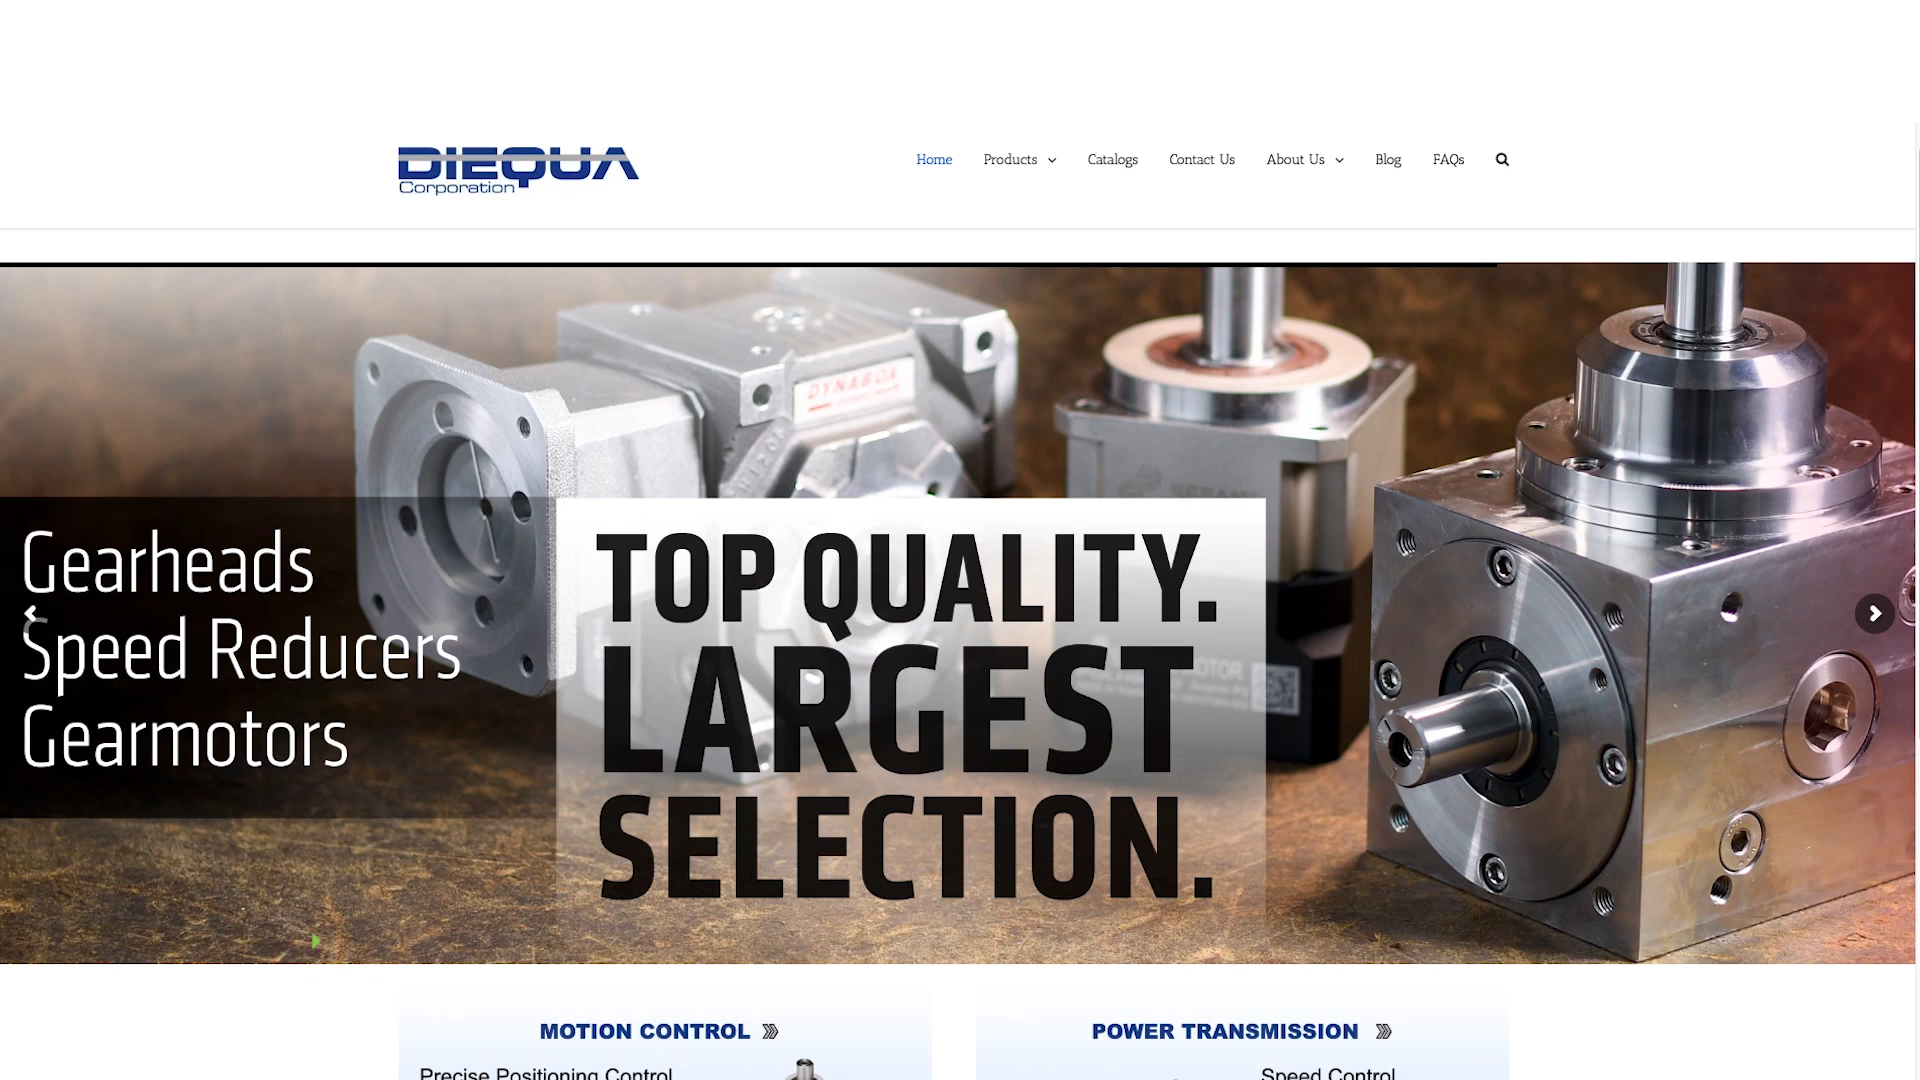 DIEQUA
Corporation
Home
Products
Catalogs
Contact Us
About Us
Blog
FAQs
DYNABOX
Gearheads
Speed Reducers
Gearmotors
TOP QUALITY.
LARGEST
SELECTION.
MOTION CONTROL
POWER TRANSMISSION
Precise Positioning Control
Speed Control